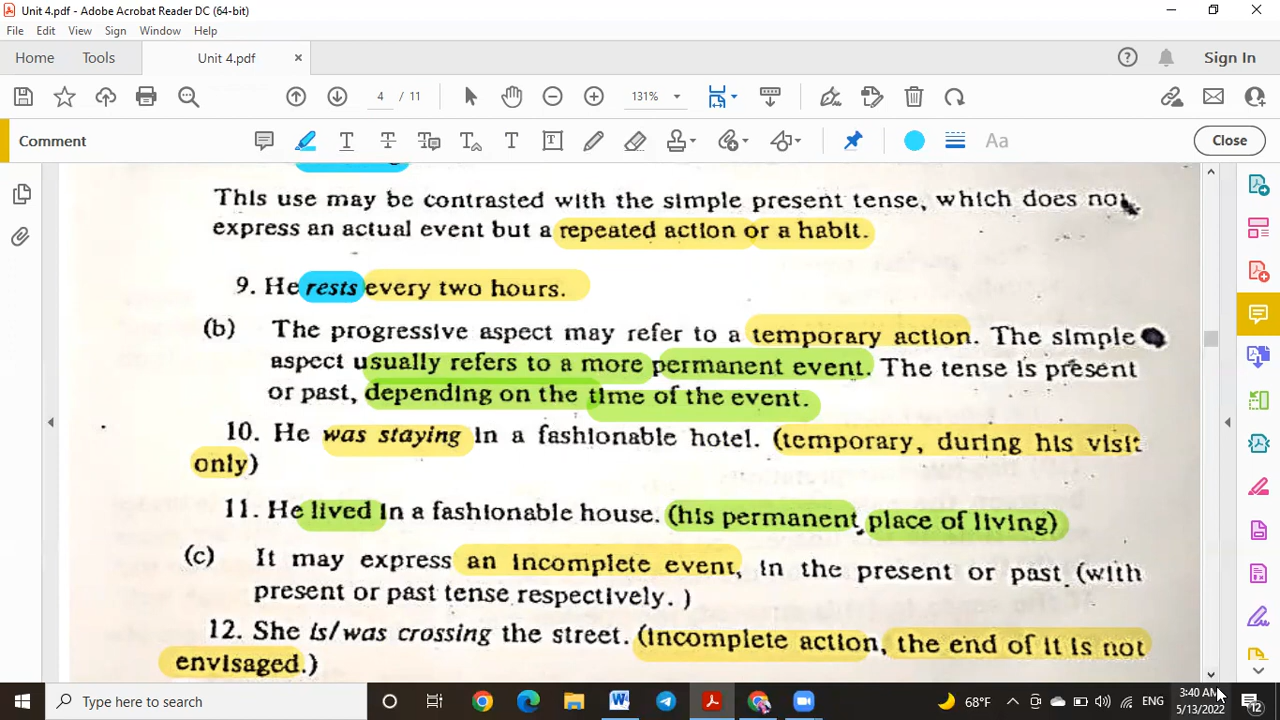 Unit 4.pdf - Adobe Acrobat Reader DC (64-bit)
File Edit View Sign Window Help
Home Tools Unit 4.pdf × Sign In
4 / 11 131%
Comment Aa Close
This use may be contrasted with the simple present tense, which does not
express an actual event but a repeated action or a habit.
9. He rests every two hours.
(b) The progressive aspect may refer to a temporary action. The simple
aspect usually refers to a more permanent event. The tense is present
or past, depending on the time of the event.
10. He was staying in a fashionable hotel. (temporary, during his visit
only)
11. He lived in a fashionable house. (his permanent place of living)
(c) It may express an incomplete event, in the present or past (with
present or past tense respectively. )
12. She is/was crossing the street. (incomplete action, the end of it is not
envisaged.)
Type here to search 68°F ENG 3:40 AM
5/13/2022 12